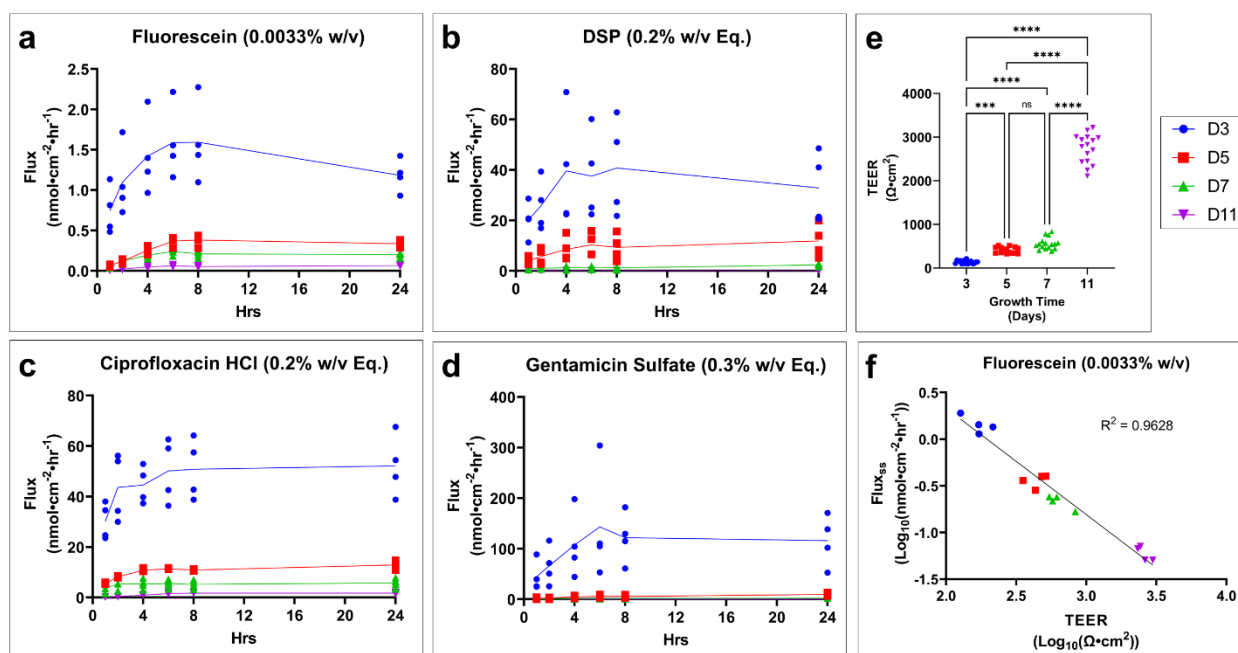 a
Fluorescein (0.0033% w/v)
Flux
(nmol•cm-2•hr-1)
2.5
2.0
1.5
1.0
0.5
0.0
0 4 8 12 16 20 24
Hrs
b
DSP (0.2% w/v Eq.)
Flux
(nmol•cm-2•hr-1)
80
60
40
20
0
0 4 8 12 16 20 24
Hrs
e
****
****
****
*** ns ****
TEER
(Ω•cm2)
4000
3000
2000
1000
0
3 5 7 11
Growth Time
(Days)
D3
D5
D7
D11
c
Ciprofloxacin HCl (0.2% w/v Eq.)
Flux
(nmol•cm-2•hr-1)
80
60
40
20
0
0 4 8 12 16 20 24
Hrs
d
Gentamicin Sulfate (0.3% w/v Eq.)
Flux
(nmol•cm-2•hr-1)
400
300
200
100
0
0 4 8 12 16 20 24
Hrs
f
Fluorescein (0.0033% w/v)
R2 = 0.9628
Fluxss
(Log10(nmol•cm-2•hr-1))
0.5
0.0
-0.5
-1.0
-1.5
2.0 2.5 3.0 3.5 4.0
TEER
(Log10(Ω•cm2))